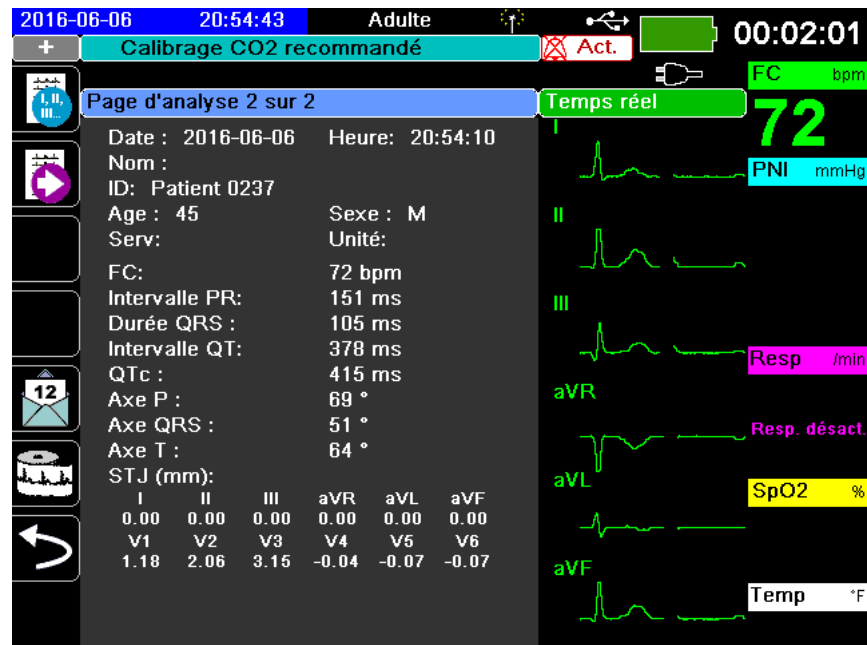 2016-06-06 20:54:43 Adulte
+ Calibrage CO2 recommandé Act. 00:02:01
Page d'analyse 2 sur 2
Date : 2016-06-06 Heure: 20:54:10
Nom :
ID: Patient 0237
Age : 45 Sexe : M
Serv: Unité:
FC: 72 bpm
Intervalle PR: 151 ms
Durée QRS : 105 ms
Intervalle QT: 378 ms
QTc : 415 ms
Axe P : 69 °
Axe QRS : 51 °
Axe T : 64 °
STJ (mm):
I II III aVR aVL aVF
0.00 0.00 0.00 0.00 0.00 0.00
V1 V2 V3 V4 V5 V6
1.18 2.06 3.15 -0.04 -0.07 -0.07
I, II,
III...
12
Temps réel
I
II
III
aVR
aVL
aVF
FC bpm
72
PNI mmHg
Resp /min
Resp. désact.
SpO2 %
Temp °F